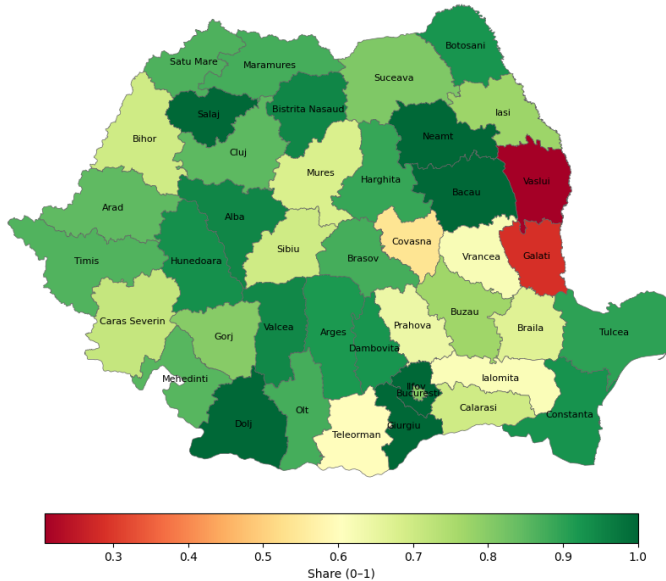 Botosani
Satu Mare
Maramures
Suceava
Salaj
Bistrita Nasaud
Iasi
Bihor
Neamt
Cluj
Mures
Harghita
Vaslui
Bacau
Arad
Alba
Covasna
Sibiu
Timis
Hunedoara
Brasov
Vrancea
Galati
Caras Severin
Gorj
Valcea
Arges
Prahova
Buzau
Braila
Tulcea
Dambovita
Mehedinti
Ilfov
Ialomita
Bucuresti
Olt
Calarasi
Constanta
Dolj
Giurgiu
Teleorman
0.3 0.4 0.5 0.6 0.7 0.8 0.9 1.0
Share (0–1)